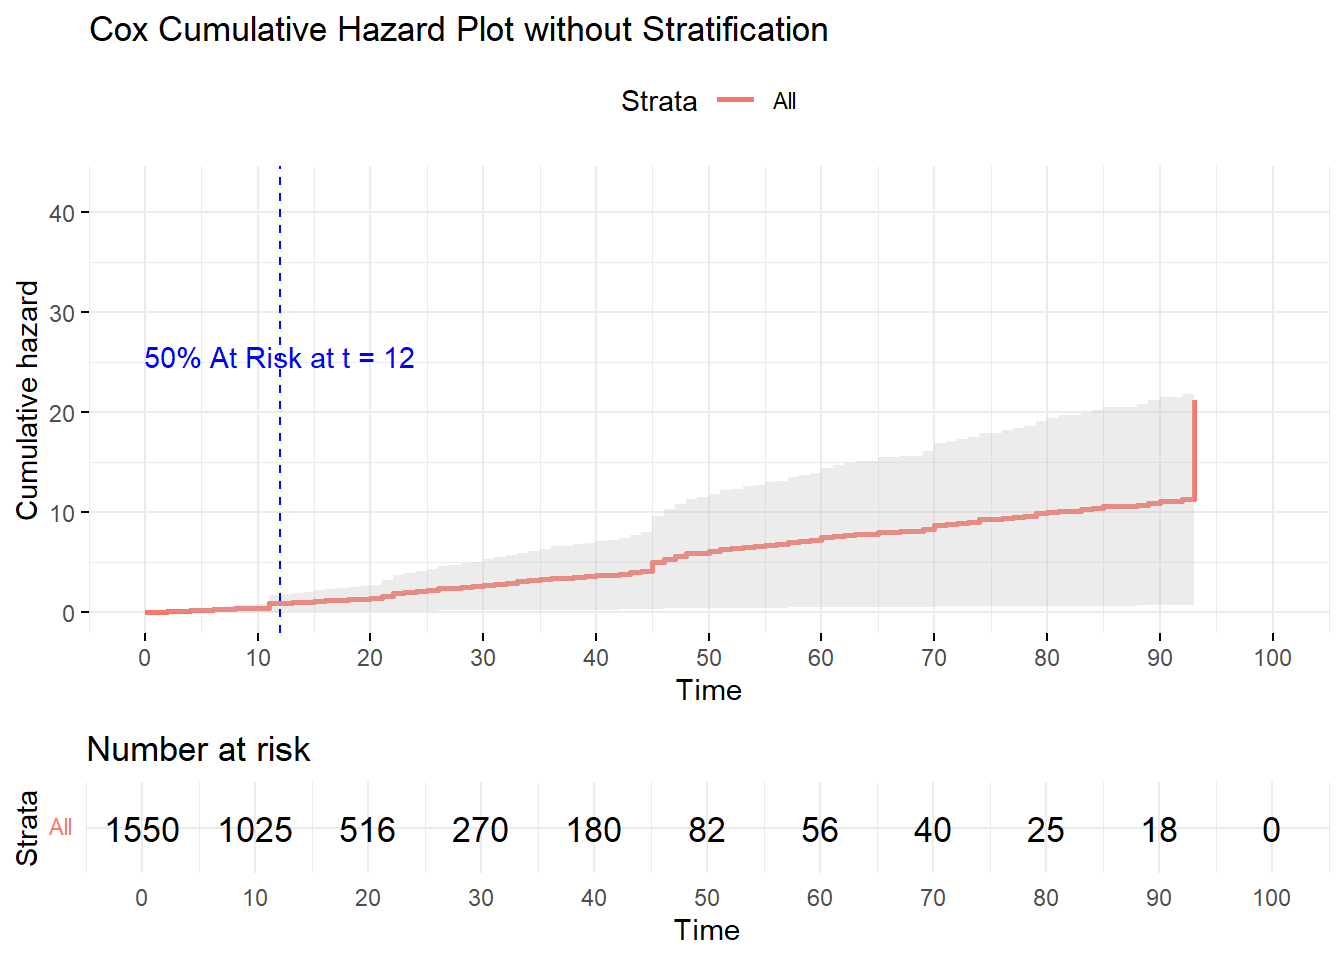 Cox Cumulative Hazard Plot without Stratification
Strata All
Cumulative hazard
40
30
20
10
0
50% At Risk at t = 12
0 10 20 30 40 50 60 70 80 90 100
Time
Number at risk
Strata
All 1550 1025 516 270 180 82 56 40 25 18 0
0 10 20 30 40 50 60 70 80 90 100
Time